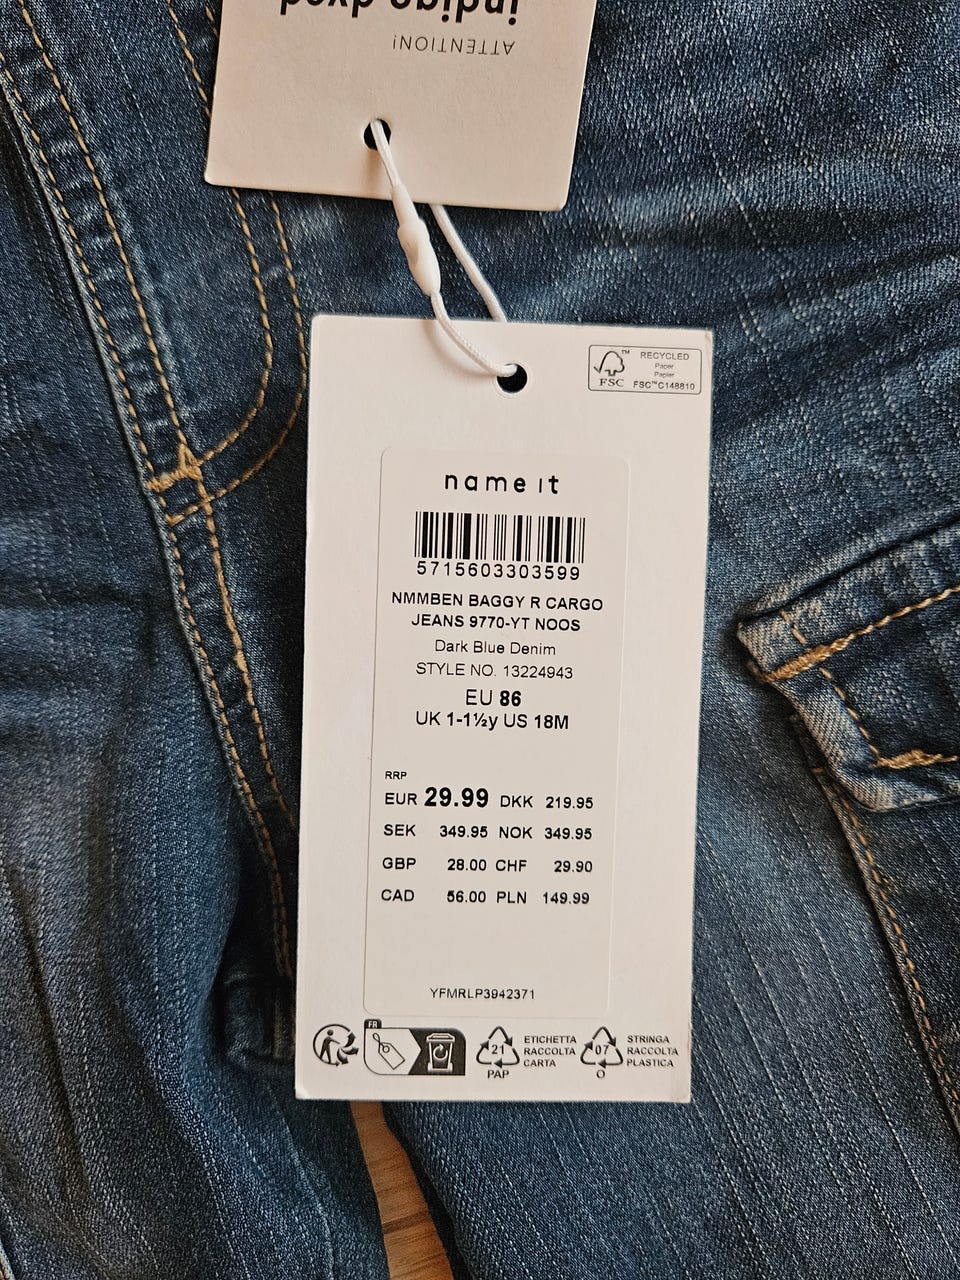 indigo dyed
ATTENTION!
FSC™
RECYCLED
Paper
Papier
FSC™C148810
name it
5715603303599
NMMBEN BAGGY R CARGO
JEANS 9770-YT NOOS
Dark Blue Denim
STYLE NO. 13224943
EU 86
UK 1-1½y US 18M
RRP
EUR 29.99 DKK 219.95
SEK 349.95 NOK 349.95
GBP 28.00 CHF 29.90
CAD 56.00 PLN 149.99
YFMRLP3942371
FR
21
PAP
ETICHETTA
RACCOLTA
CARTA
07
O
STRINGA
RACCOLTA
PLASTICA